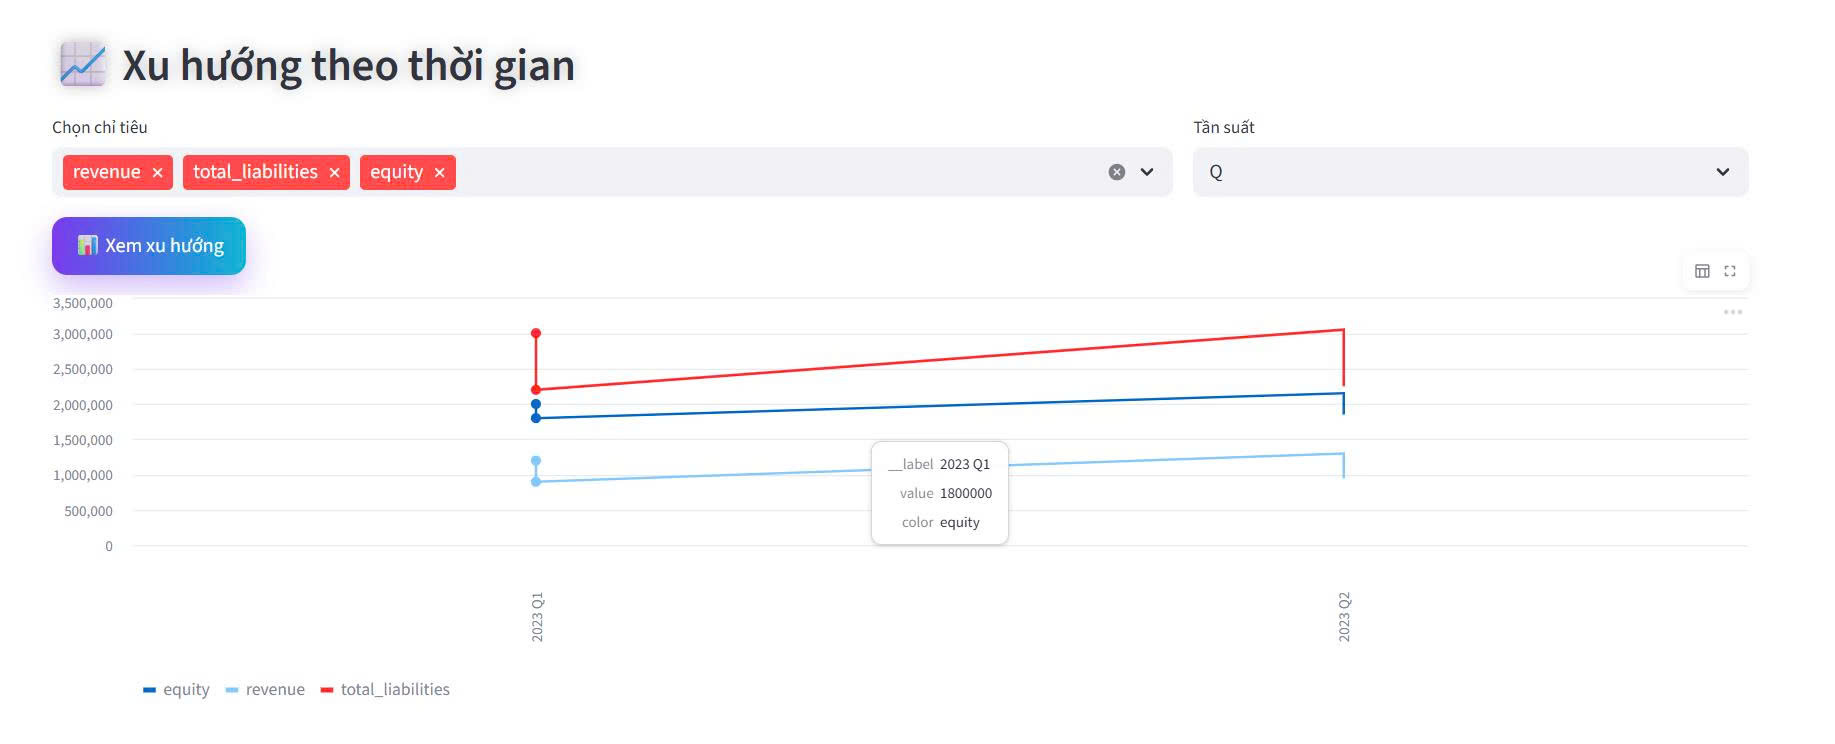 Xu hướng theo thời gian
Chọn chỉ tiêu
Tần suất
revenue × total_liabilities × equity ×
Q
Xem xu hướng
3,500,000
3,000,000
2,500,000
2,000,000
1,500,000
1,000,000
500,000
0
__label 2023 Q1
value 1800000
color equity
2023 Q1
2023 Q2
equity revenue total_liabilities